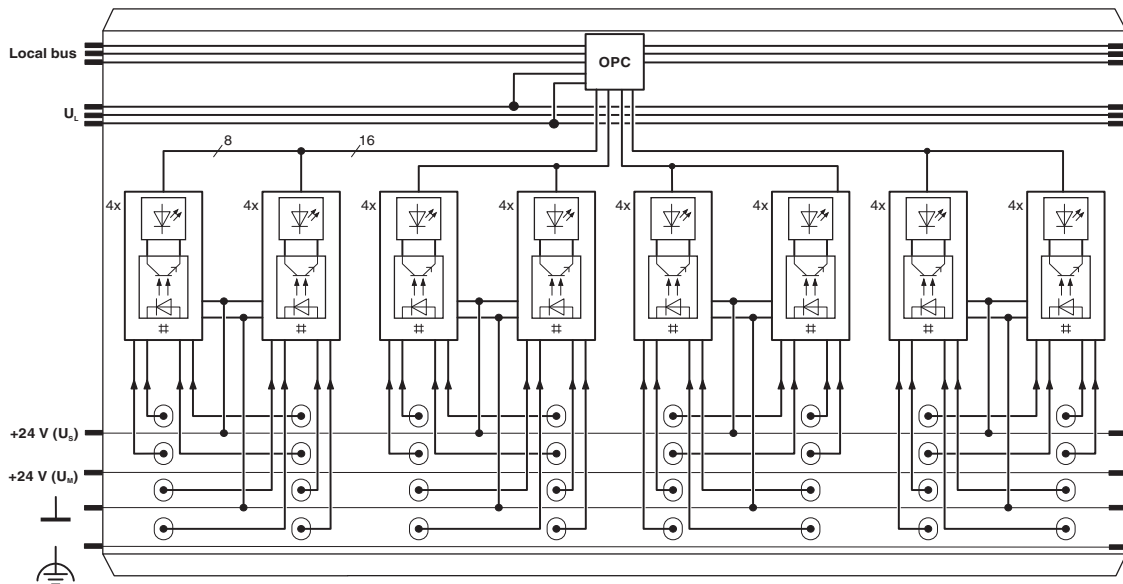 Local bus
OPC
U_L
8
16
4x
4x
4x
4x
4x
4x
4x
4x
#
#
#
#
#
#
#
#
+24 V (U_S)
+24 V (U_M)